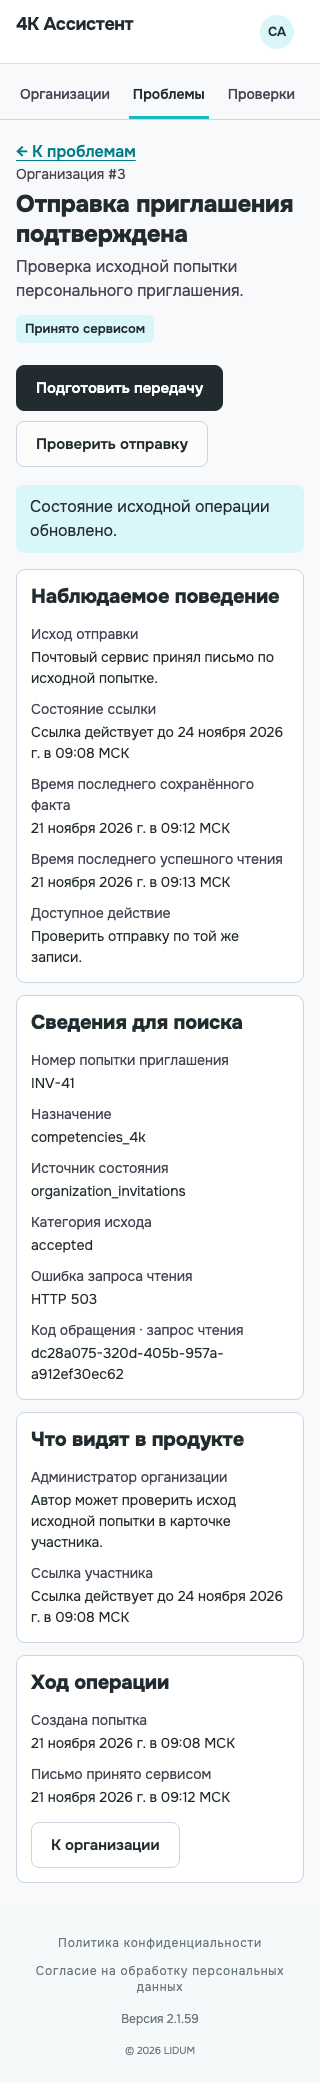 4К Ассистент
СА
Организации
Проблемы
Проверки
← К проблемам
Организация #3
Отправка приглашения
подтверждена
Проверка исходной попытки
персонального приглашения.
Принято сервисом
Подготовить передачу
Проверить отправку
Состояние исходной операции
обновлено.
Наблюдаемое поведение
Исход отправки
Почтовый сервис принял письмо по
исходной попытке.
Состояние ссылки
Ссылка действует до 24 ноября 2026
г. в 09:08 МСК
Время последнего сохранённого
факта
21 ноября 2026 г. в 09:12 МСК
Время последнего успешного чтения
21 ноября 2026 г. в 09:13 МСК
Доступное действие
Проверить отправку по той же
записи.
Сведения для поиска
Номер попытки приглашения
INV-41
Назначение
competencies_4k
Источник состояния
organization_invitations
Категория исхода
accepted
Ошибка запроса чтения
HTTP 503
Код обращения · запрос чтения
dc28a075-320d-405b-957a-
a912ef30ec62
Что видят в продукте
Администратор организации
Автор может проверить исход
исходной попытки в карточке
участника.
Ссылка участника
Ссылка действует до 24 ноября 2026
г. в 09:08 МСК
Ход операции
Создана попытка
21 ноября 2026 г. в 09:08 МСК
Письмо принято сервисом
21 ноября 2026 г. в 09:12 МСК
К организации
Политика конфиденциальности
Согласие на обработку персональных
данных
Версия 2.1.59
© 2026 LIDUM